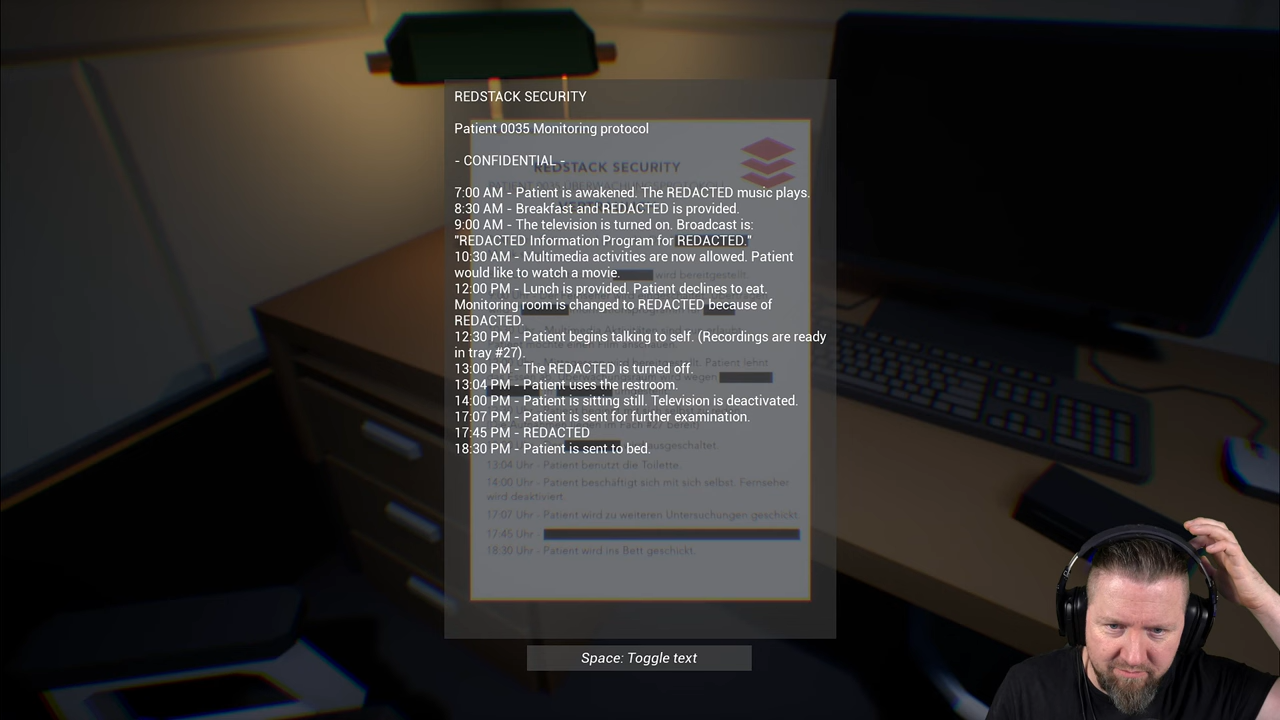 REDSTACK SECURITY
Patient 0035 Monitoring protocol
- CONFIDENTIAL -
7:00 AM - Patient is awakened. The REDACTED music plays.
8:30 AM - Breakfast and REDACTED is provided.
9:00 AM - The television is turned on. Broadcast is:
"REDACTED Information Program for REDACTED."
10:30 AM - Multimedia activities are now allowed. Patient
would like to watch a movie.
12:00 PM - Lunch is provided. Patient declines to eat.
Monitoring room is changed to REDACTED because of
REDACTED.
12:30 PM - Patient begins talking to self. (Recordings are ready
in tray #27).
13:00 PM - The REDACTED is turned off.
13:04 PM - Patient uses the restroom.
14:00 PM - Patient is sitting still. Television is deactivated.
17:07 PM - Patient is sent for further examination.
17:45 PM - REDACTED
18:30 PM - Patient is sent to bed.
REDSTACK SECURITY
wird bereitgestellt.
ausgeschaltet.
13:04 Uhr - Patient benutzt die Toilette.
14:00 Uhr - Patient beschäftigt sich mit sich selbst. Fernseher
wird deaktiviert.
17:07 Uhr - Patient wird zu weiteren Untersuchungen geschickt.
17:45 Uhr -
18:30 Uhr - Patient wird ins Bett geschickt.
Space: Toggle text